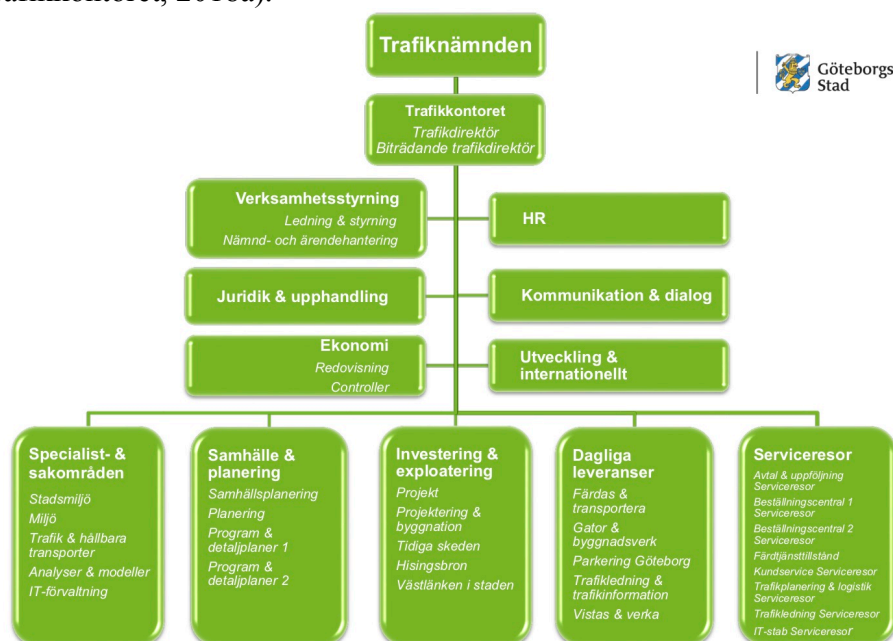 2018a).
Trafiknämnden
Göteborgs
Stad
Trafikkontoret
Trafikdirektör
Biträdande trafikdirektör
Verksamhetsstyrning
Ledning & styrning
Nämnd- och ärendehantering
HR
Juridik & upphandling
Kommunikation & dialog
Ekonomi
Redovisning
Controller
Utveckling &
internationellt
Specialist- &
sakområden
Stadsmiljö
Miljö
Trafik & hållbara
transporter
Analyser & modeller
IT-förvaltning
Samhälle &
planering
Samhällsplanering
Planering
Program &
detaljplaner 1
Program &
detaljplaner 2
Investering &
exploatering
Projekt
Projektering &
byggnation
Tidiga skeden
Hisingsbron
Västlänken i staden
Dagliga
leveranser
Färdas &
transportera
Gator &
byggnadsverk
Parkering Göteborg
Trafikledning &
trafikinformation
Vistas & verka
Serviceresor
Avtal & uppföljning
Serviceresor
Beställningscentral 1
Serviceresor
Beställningscentral 2
Serviceresor
Färdtjänsttillstånd
Kundservice Serviceresor
Trafikplanering & logistik
Serviceresor
Trafikledning Serviceresor
IT-stab Serviceresor